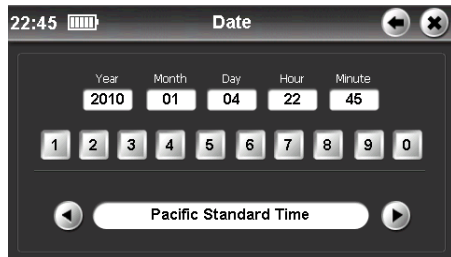 22:45 Date
Year Month Day Hour Minute
2010 01 04 22 45
1 2 3 4 5 6 7 8 9 0
Pacific Standard Time